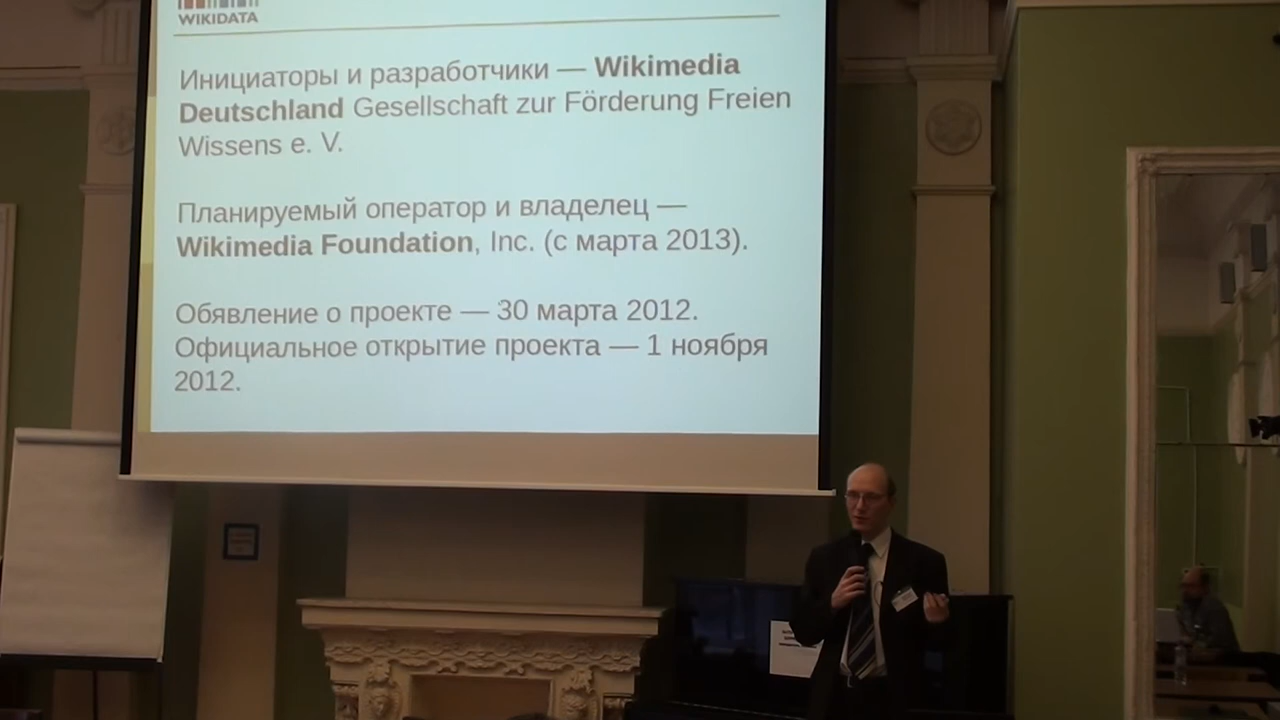 WIKIDATA
Инициаторы и разработчики — Wikimedia
Deutschland Gesellschaft zur Förderung Freien
Wissens e. V.
Планируемый оператор и владелец —
Wikimedia Foundation, Inc. (с марта 2013).
Обявление о проекте — 30 марта 2012.
Официальное открытие проекта — 1 ноября
2012.